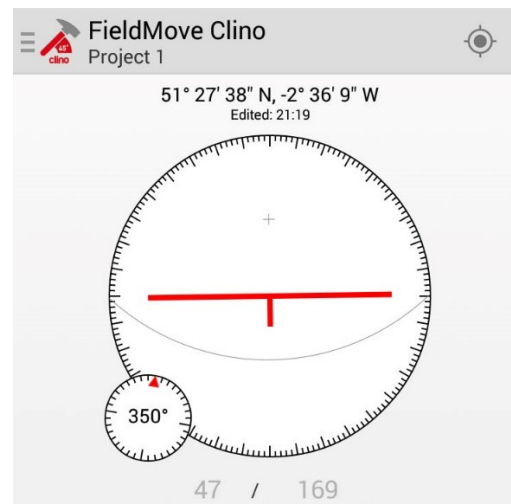 FieldMove Clino
45°
clino
Project 1
51° 27' 38" N, -2° 36' 9" W
Edited: 21:19
350°
47 / 169